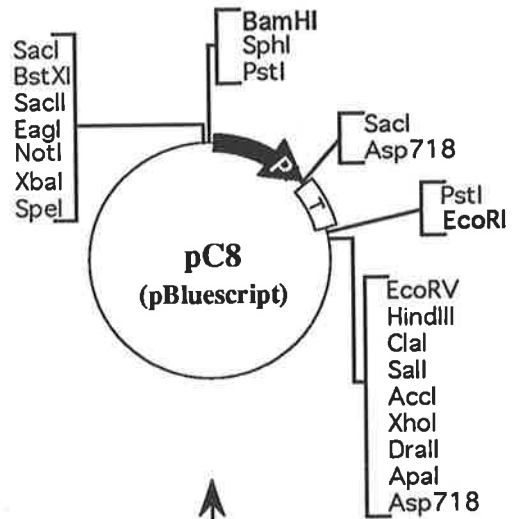 SacI
BstXI
SacII
EagI
NotI
XbaI
SpeI
BamHI
SphI
PstI
SacI
Asp718
P
T
PstI
EcoRI
pC8
(pBluescript)
EcoRV
HindIII
ClaI
SalI
AccI
XhoI
DraII
ApaI
Asp718